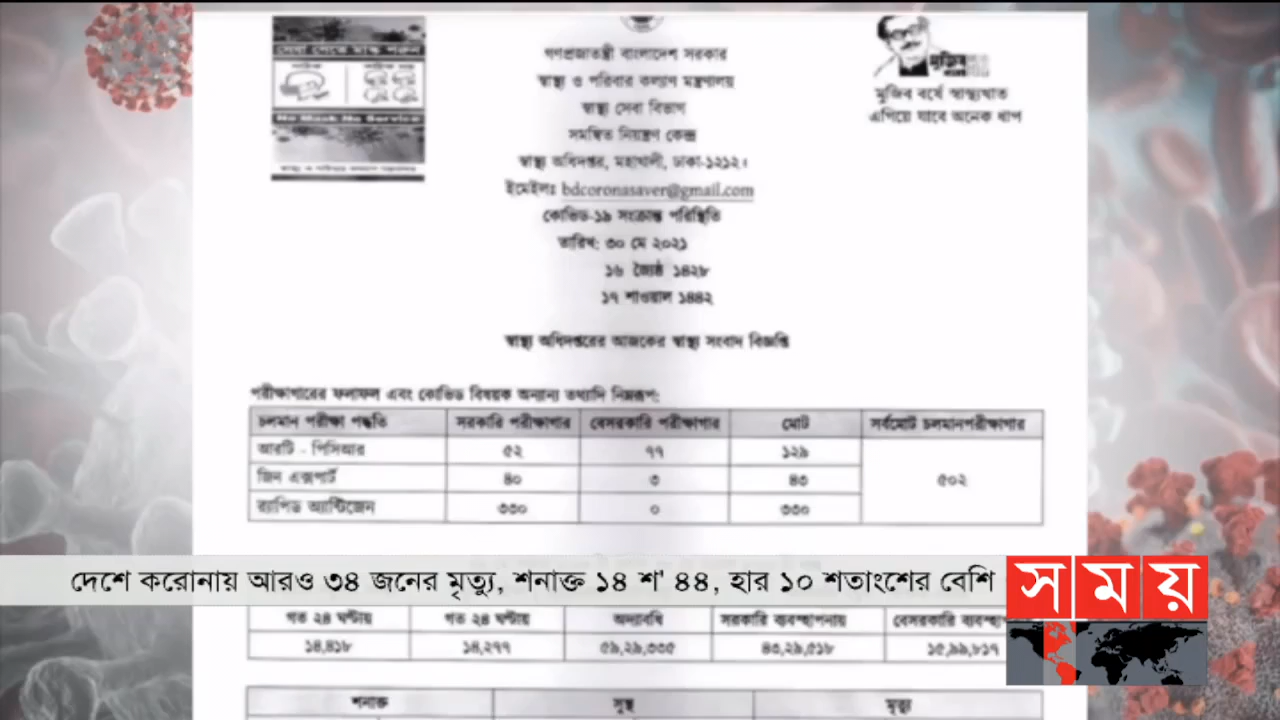 সেবা পেতে মাস্ক পরুন
No Mask No Service
গণপ্রজাতন্ত্রী বাংলাদেশ সরকার
স্বাস্থ্য ও পরিবার কল্যাণ মন্ত্রণালয়
স্বাস্থ্য সেবা বিভাগ
সমন্বিত নিয়ন্ত্রণ কেন্দ্র
স্বাস্থ্য অধিদপ্তর, মহাখালী, ঢাকা-১২১২।
ইমেইলঃ bdcoronasaver@gmail.com
কোভিড-১৯ সংক্রান্ত পরিস্থিতি
তারিখ: ৩০ মে ২০২১
১৬ জ্যৈষ্ঠ ১৪২৮
১৭ শাওয়াল ১৪৪২
মুজিব
মুজিব বর্ষে স্বাস্থ্যখাত
এগিয়ে যাবে অনেক ধাপ
স্বাস্থ্য অধিদপ্তরের আজকের স্বাস্থ্য সংবাদ বিজ্ঞপ্তি
পরীক্ষাগারের ফলাফল এবং কোভিড বিষয়ক অন্যান্য তথ্যাদি নিম্নরূপ:
চলমান পরীক্ষা পদ্ধতি সরকারি পরীক্ষাগার বেসরকারি পরীক্ষাগার মোট সর্বমোট চলমানপরীক্ষাগার
আরটি - পিসিআর ৫২ ৭৭ ১২৯ ৫০২
জিন এক্সপার্ট ৪০ ৩ ৪৩
র‍্যাপিড অ্যান্টিজেন ৩৩০ ০ ৩৩০
দেশে করোনায় আরও ৩৪ জনের মৃত্যু, শনাক্ত ১৪ শ' ৪৪, হার ১০ শতাংশের বেশি
সময়
গত ২৪ ঘন্টায় গত ২৪ ঘন্টায় অদ্যাবধি সরকারি ব্যবস্থাপনায় বেসরকারি
১৪,৪১৮ ১৪,২৭৭ ৫৯,২৯,৩৩৫ ৪৩,২৯,৫১৮ ১৫,৯৯,৮১৭
শনাক্ত সুস্থ মৃত্যু